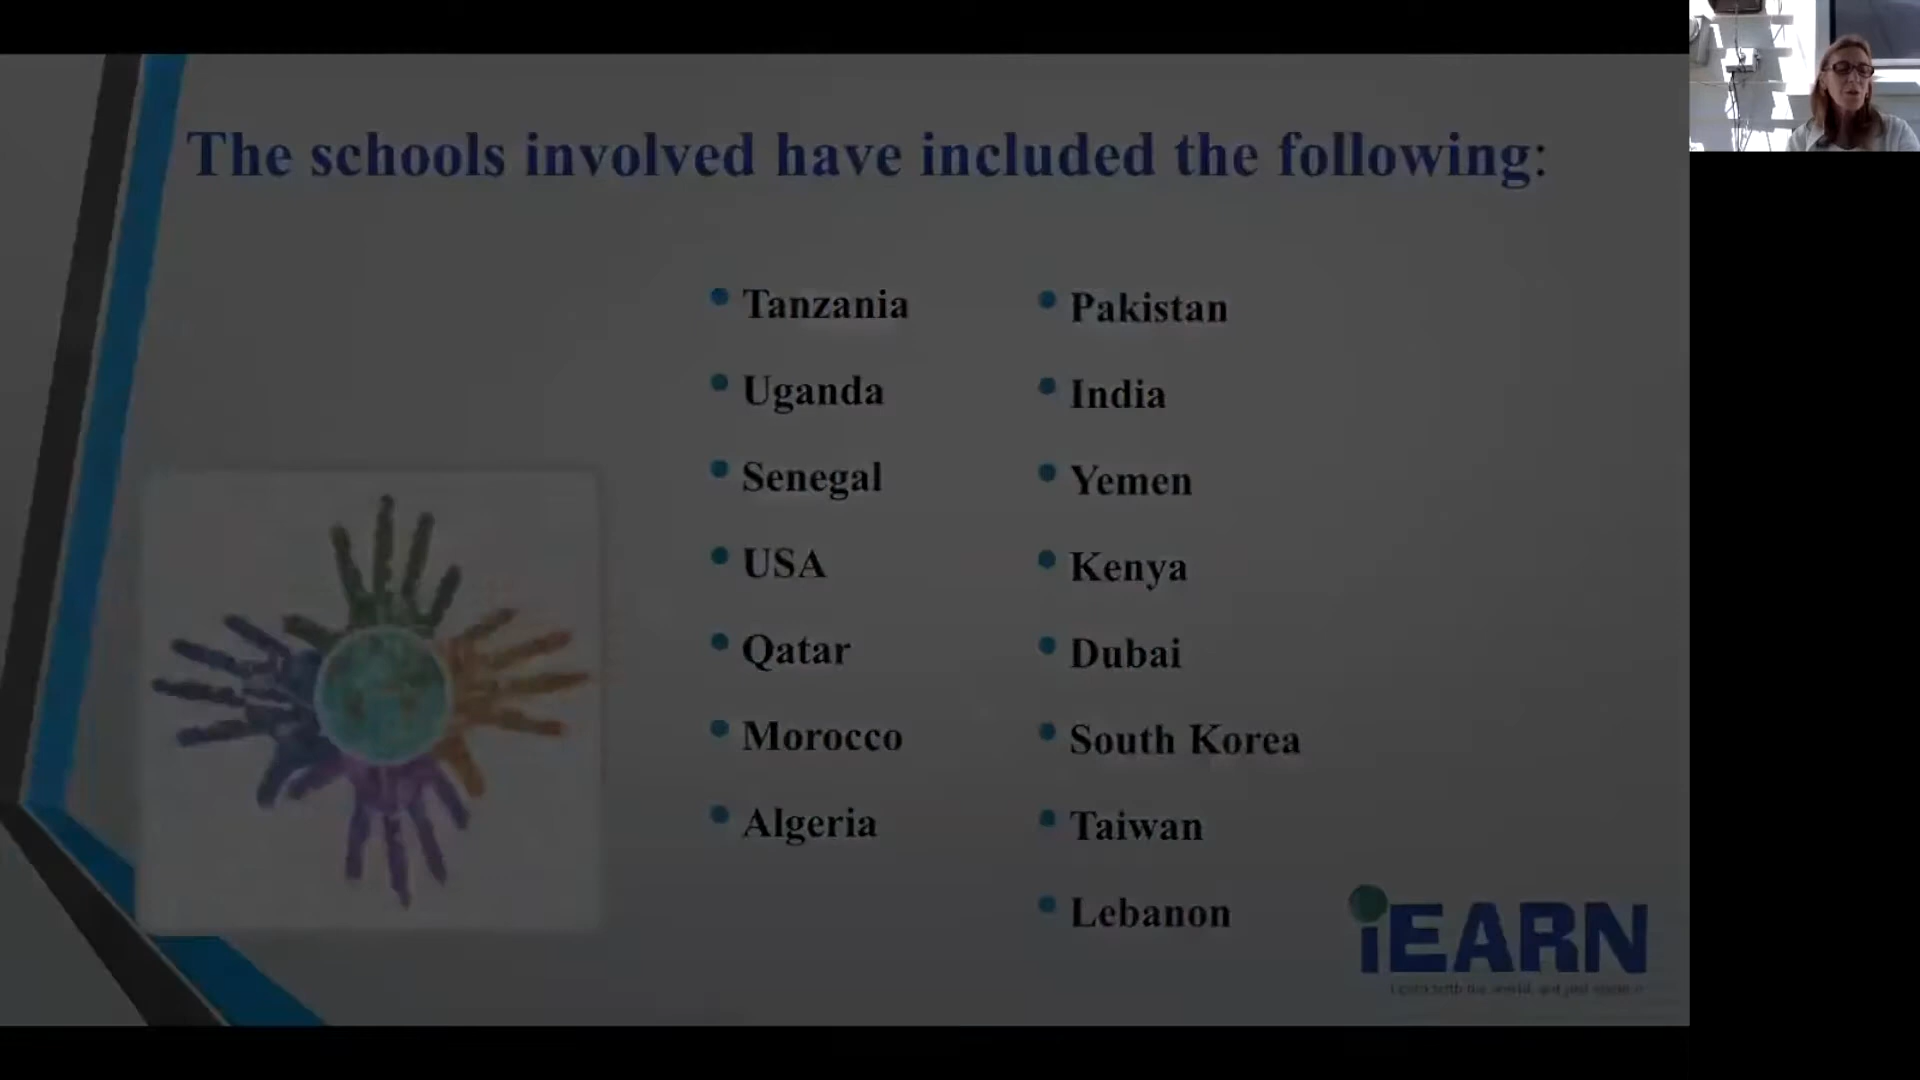 The schools involved have included the following:
Tanzania
Uganda
Senegal
USA
Qatar
Morocco
Algeria
Pakistan
India
Yemen
Kenya
Dubai
South Korea
Taiwan
Lebanon
iEARN